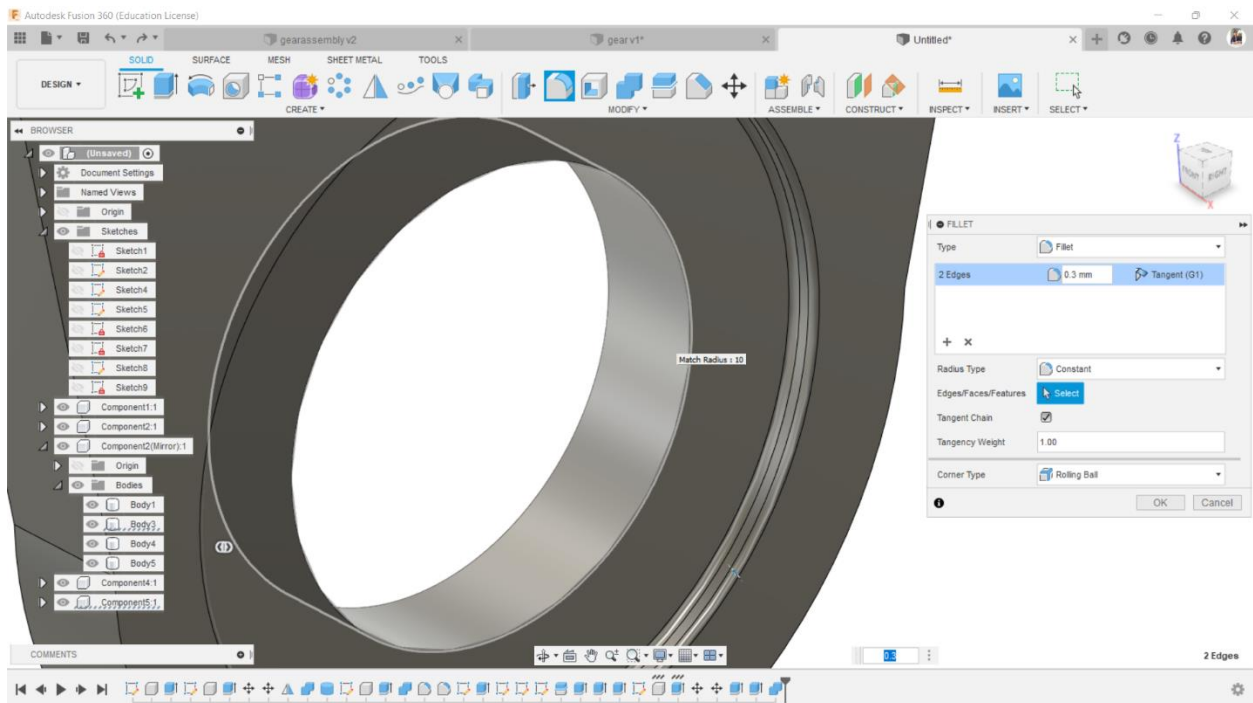 Autodesk Fusion 360 (Education License)
gearassembly v2
gear v1*
Untitled*
SOLID SURFACE MESH SHEET METAL TOOLS
DESIGN
CREATE MODIFY ASSEMBLE CONSTRUCT INSPECT INSERT SELECT
BROWSER
(Unsaved)
Document Settings
Named Views
Origin
Sketches
Sketch1
Sketch2
Sketch4
Sketch5
Sketch6
Sketch7
Sketch8
Sketch9
Component1:1
Component2:1
Component2(Mirror):1
Origin
Bodies
Body1
Body3
Body4
Body5
Component4:1
Component5:1
Match Radius : 10
Z
FRONT RIGHT
X
FILLET
Type Fillet
2 Edges 0.3 mm Tangent (G1)
Radius Type Constant
Edges/Faces/Features Select
Tangent Chain
Tangency Weight 1.00
Corner Type Rolling Ball
OK Cancel
COMMENTS
0.3
2 Edges